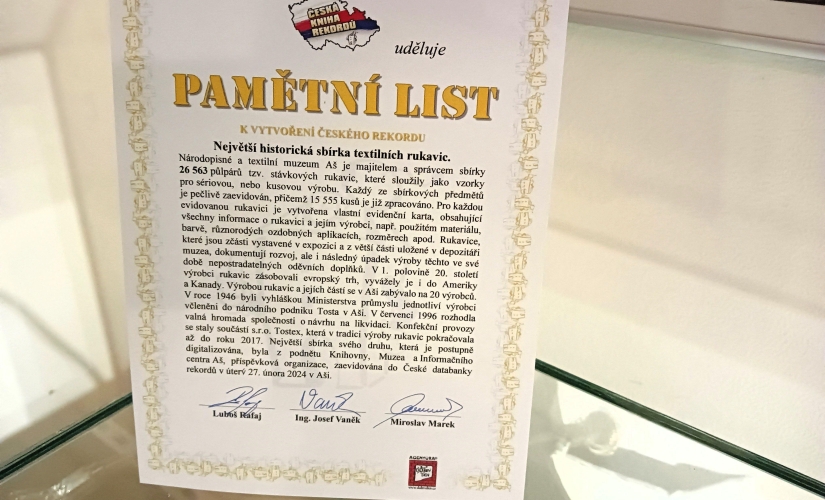 ČESKÁ
KNIHA
REKORDŮ
uděluje
PAMĚTNÍ LIST
K VYTVOŘENÍ ČESKÉHO REKORDU
Největší historická sbírka textilních rukavic.
Národopisné a textilní muzeum Aš je majitelem a správcem sbírky
26 563 půlpárů tzv. stávkových rukavic, které sloužily jako vzorky
pro sériovou, nebo kusovou výrobu. Každý ze sbírkových předmětů
je pečlivě zaevidován, přičemž 15 555 kusů je již zpracováno. Pro každou
evidovanou rukavici je vytvořena vlastní evidenční karta, obsahující
všechny informace o rukavici a jejím výrobci, např. použitém materiálu,
barvě, různorodých ozdobných aplikacích, rozměrech apod. Rukavice,
které jsou zčásti vystavené v expozici a z větší části uložené v depozitáři
muzea, dokumentují rozvoj, ale i následný úpadek výroby těchto ve své
době nepostradatelných oděvních doplňků. V 1. polovině 20. století
výrobci rukavic zásobovali evropský trh, vyváželi je i do Ameriky
a Kanady. Výrobou rukavic a jejich částí se v Aši zabývalo na 20 výrobců.
V roce 1946 byli vyhláškou Ministerstva průmyslu jednotliví výrobci
včleněni do národního podniku Tosta v Aši. V červenci 1996 rozhodla
valná hromada společnosti o návrhu na likvidaci. Konfekční provozy
se staly součástí s.r.o. Tostex, která v tradici výroby rukavic pokračovala
až do roku 2017. Největší sbírka svého druhu, která je postupně
digitalizována, byla z podnětu Knihovny, Muzea a Informačního
centra Aš, příspěvková organizace, zaevidována do České databanky
rekordů v úterý 27. února 2024 v Aši.
Luboš Rafaj
Ing. Josef Vaněk
Miroslav Marek
AGENTURA
DOBRÝ
DEN